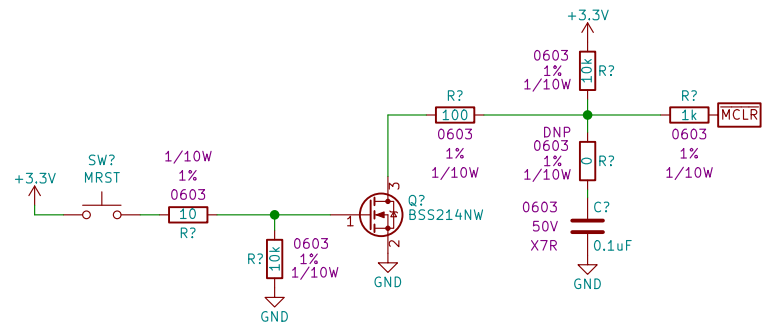 +3.3V
SW?
MRST
1/10W
1%
0603
10
R?
R?
10k
0603
1%
1/10W
GND
1
3
2
Q?
BSS214NW
GND
R?
100
0603
1%
1/10W
+3.3V
0603
1%
1/10W
10k
R?
DNP
0603
1%
1/10W
0
R?
0603
50V
X7R
C?
0.1uF
GND
R?
1k
0603
1%
1/10W
MCLR